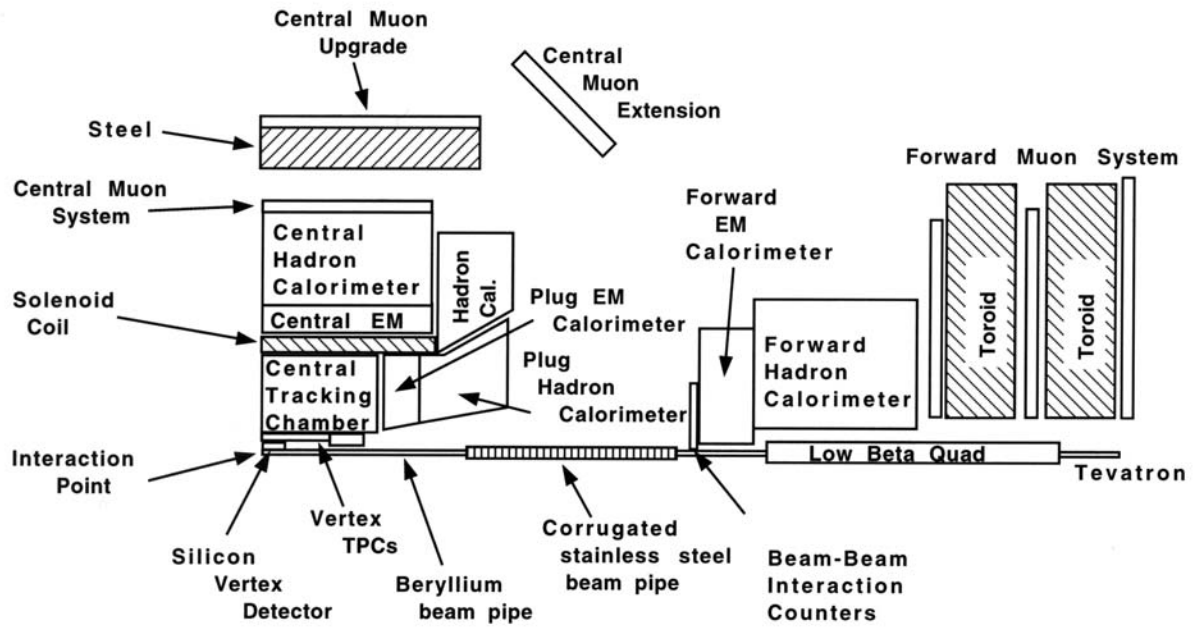 Central Muon
Upgrade
Central
Muon
Extension
Steel
Forward Muon System
Central Muon
System
Forward
EM
Calorimeter
Central
Hadron
Calorimeter
Hadron
Cal.
Solenoid
Coil
Central EM
Plug EM
Calorimeter
Toroid
Toroid
Central
Tracking
Chamber
Plug
Hadron
Calorimeter
Forward
Hadron
Calorimeter
Interaction
Point
Low Beta Quad
Tevatron
Vertex
TPCs
Silicon
Vertex
Detector
Beryllium
beam pipe
Corrugated
stainless steel
beam pipe
Beam-Beam
Interaction
Counters